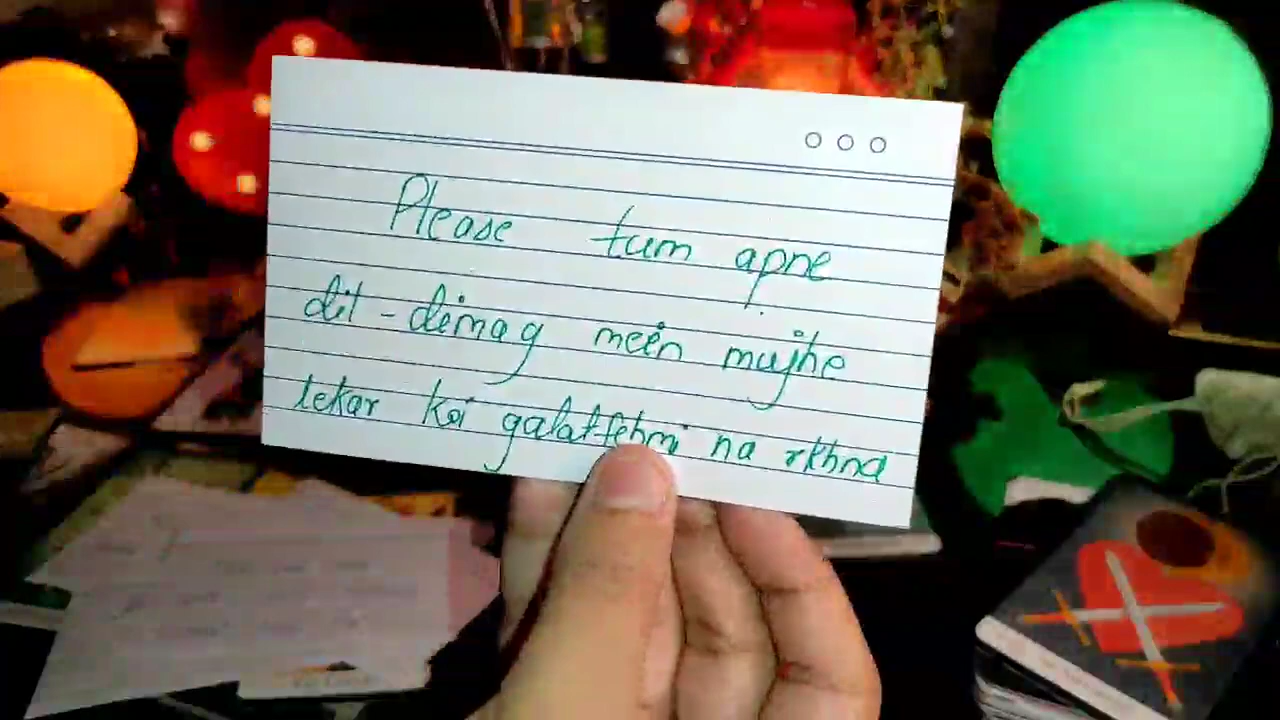 Please tum apne
dil-dimag mein mujhe
lekar koi galatfehmi na rkhna